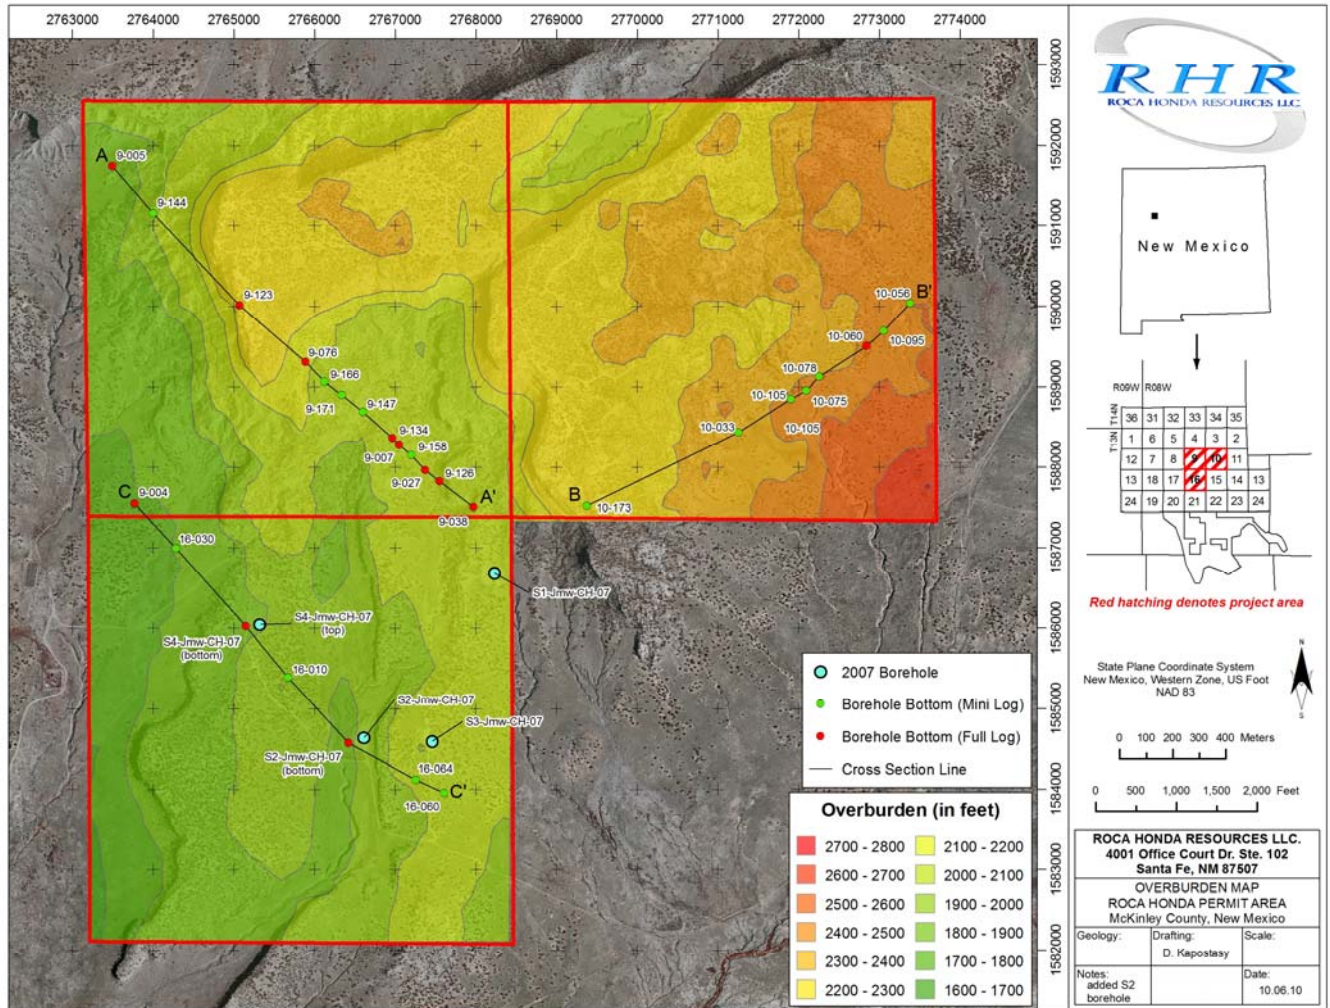 2763000 2764000 2765000 2766000 2767000 2768000 2769000 2770000 2771000 2772000 2773000 2774000
1593000
1592000
1591000
1590000
1589000
1588000
1587000
1586000
1585000
1584000
1583000
1582000
A
9-005
9-144
9-123
9-076
9-166
9-171
9-147
9-134
9-007
9-158
9-027
9-126
A'
9-038
B
10-173
10-033
10-105
10-105
10-078
10-075
10-060
10-095
10-056
B'
C
9-004
16-030
S4-Jmw-CH-07
(top)
S4-Jmw-CH-07
(bottom)
16-010
S1-Jmw-CH-07
S2-Jmw-CH-07
S3-Jmw-CH-07
S2-Jmw-CH-07
(bottom)
16-064
16-060
C'
2007 Borehole
Borehole Bottom (Mini Log)
Borehole Bottom (Full Log)
Cross Section Line
Overburden (in feet)
2700 - 2800 2100 - 2200
2600 - 2700 2000 - 2100
2500 - 2600 1900 - 2000
2400 - 2500 1800 - 1900
2300 - 2400 1700 - 1800
2200 - 2300 1600 - 1700
RHR
ROCA HONDA RESOURCES LLC
New Mexico
R09W R08W
T14N
T13N
36 31 32 33 34 35
1 6 5 4 3 2
12 7 8 9 10 11
13 18 17 16 15 14 13
24 19 20 21 22 23 24
Red hatching denotes project area
State Plane Coordinate System
New Mexico, Western Zone, US Foot
NAD 83
N
S
0 100 200 300 400 Meters
0 500 1,000 1,500 2,000 Feet
ROCA HONDA RESOURCES LLC.
4001 Office Court Dr. Ste. 102
Santa Fe, NM 87507
OVERBURDEN MAP
ROCA HONDA PERMIT AREA
McKinley County, New Mexico
Geology: Drafting: Scale:
D. Kapostasy
Notes: Date:
added S2 10.06.10
borehole